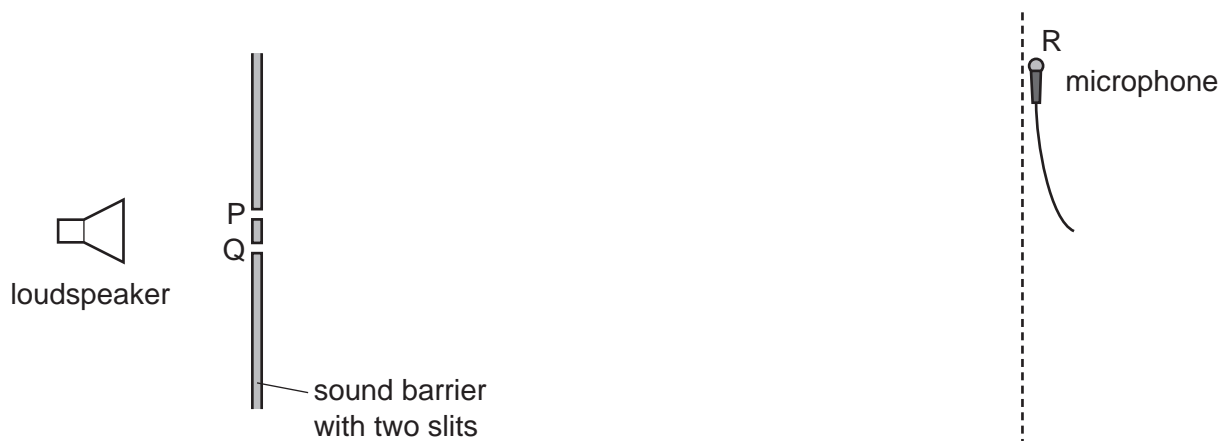 R
microphone
P
Q
loudspeaker
sound barrier
with two slits